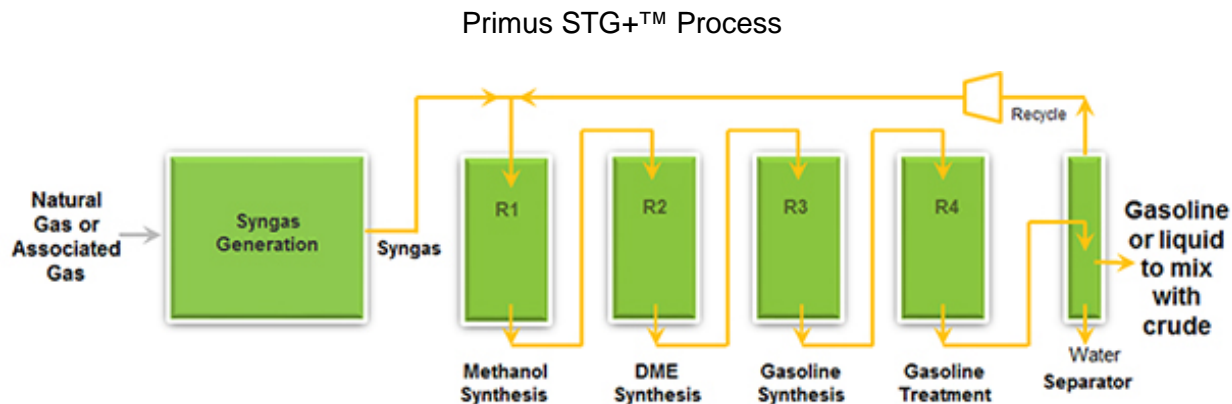 Primus STG+™ Process
Recycle
Natural
Gas or
Associated
Gas
Syngas
Generation
Syngas
R1
R2
R3
R4
Gasoline
or liquid
to mix
with
crude
Methanol
Synthesis
DME
Synthesis
Gasoline
Synthesis
Gasoline
Treatment
Water
Separator